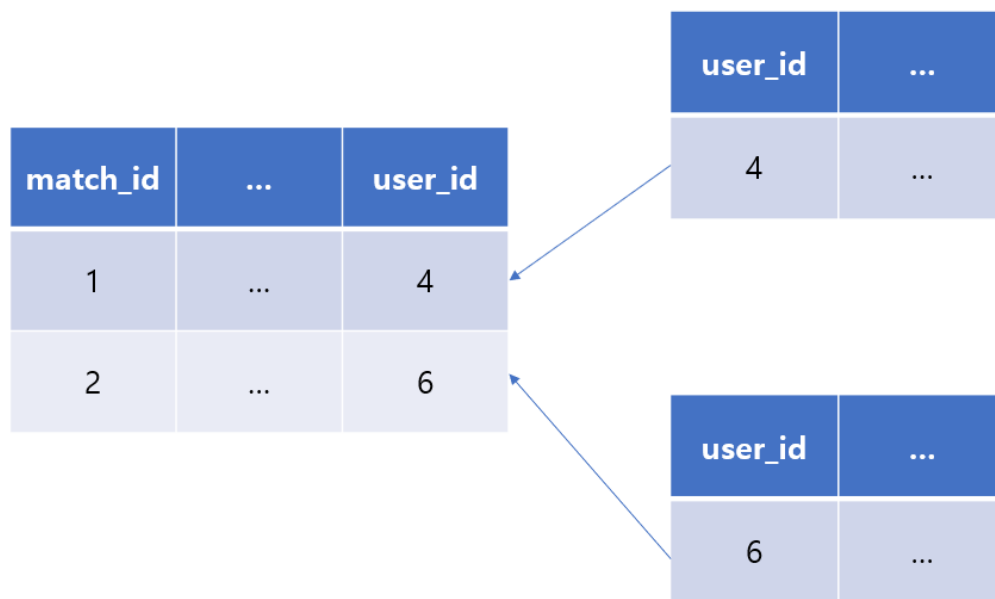 match_id ... user_id
1 ... 4
2 ... 6
user_id ...
4 ...
user_id ...
6 ...